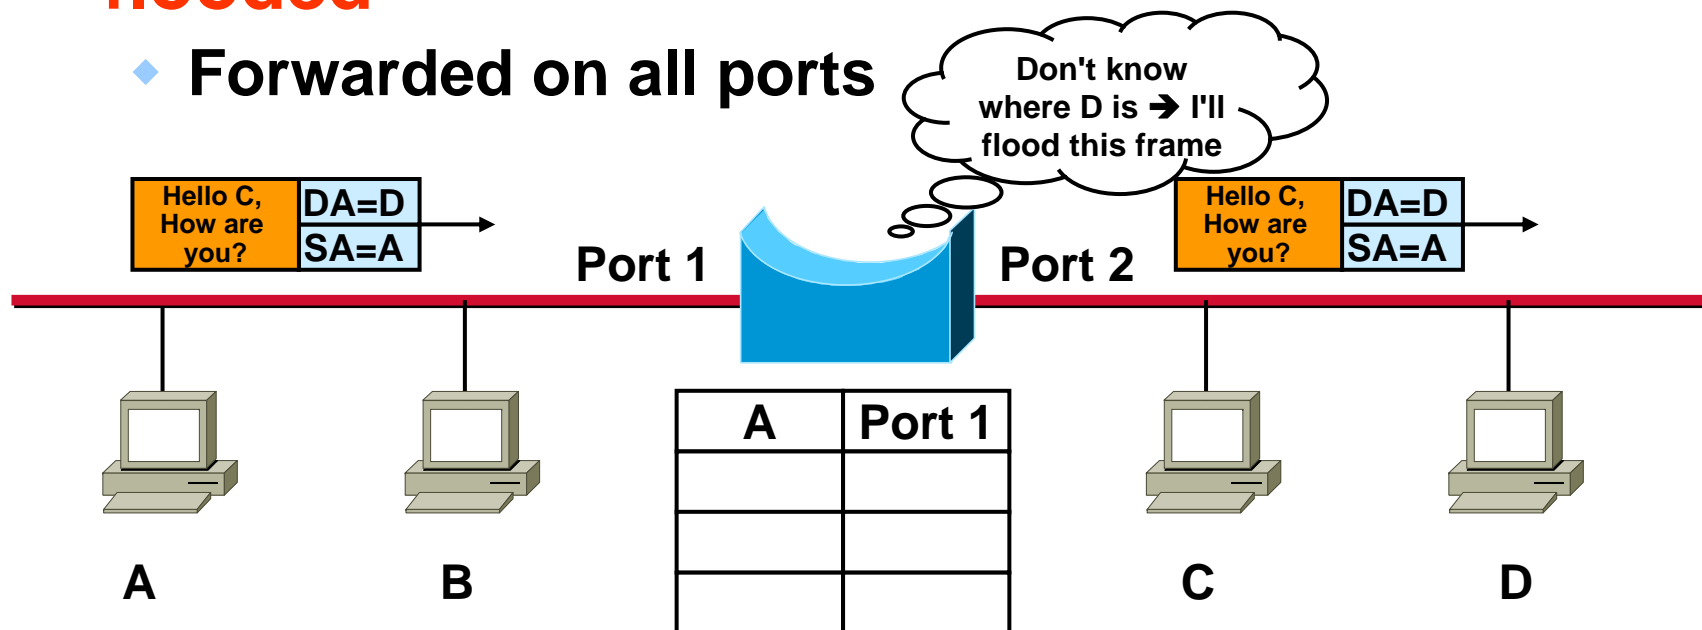 Forwarded on all ports
Don't know
where D is ➔ I'll
flood this frame
Hello C,
How are
you?
DA=D
SA=A
Hello C,
How are
you?
DA=D
SA=A
Port 1
Port 2
A
Port 1
A
B
C
D